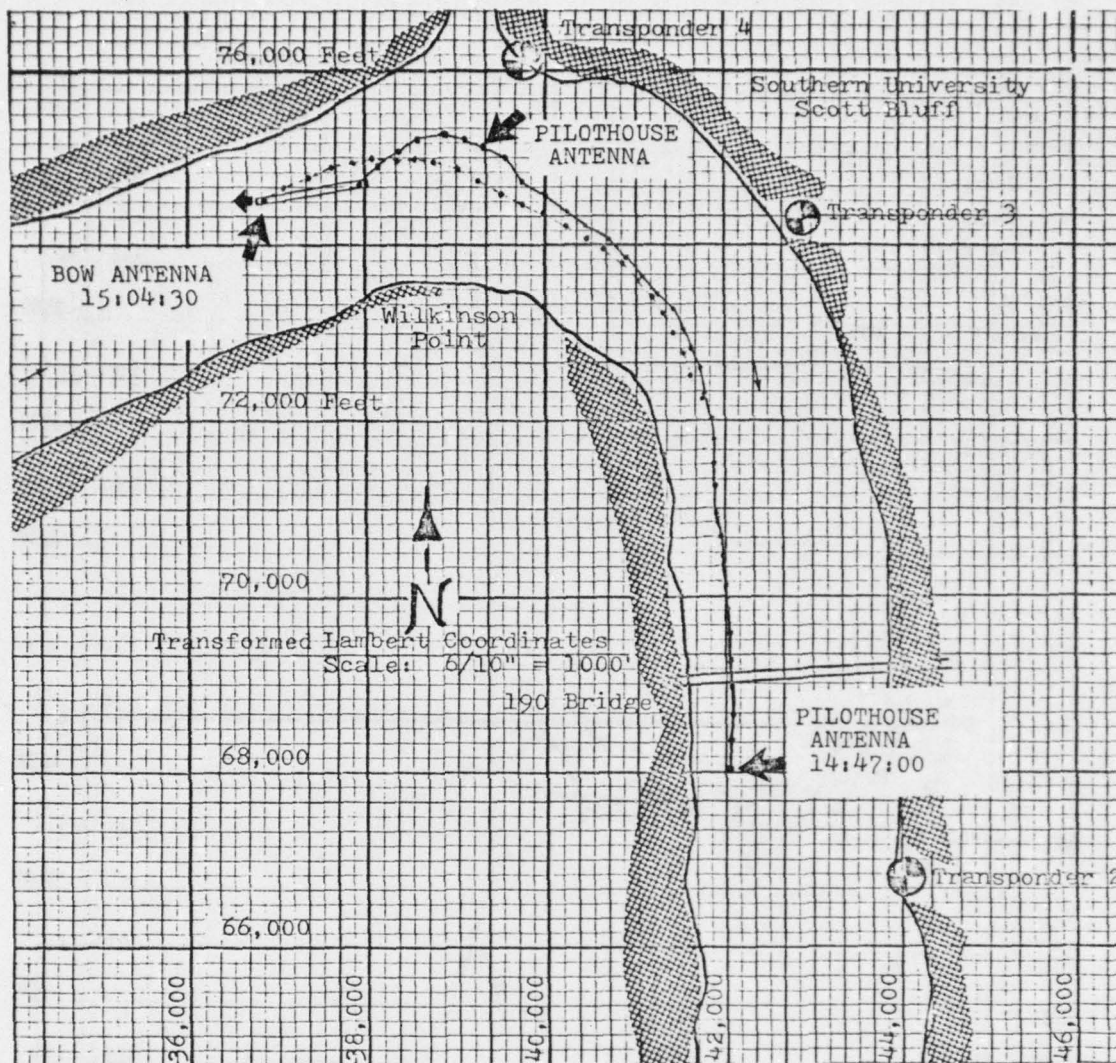 Transponder 4
76,000 Feet
Southern University
Scott Bluff
PILOTHOUSE
ANTENNA
Transponder 3
BOW ANTENNA
15:04:30
Wilkinson
Point
72,000 Feet
N
70,000
Transformed Lambert Coordinates
Scale: 6/10" = 1000'
190 Bridge
PILOTHOUSE
ANTENNA
14:47:00
68,000
Transponder 2
66,000
36,000
38,000
40,000
42,000
44,000
46,000